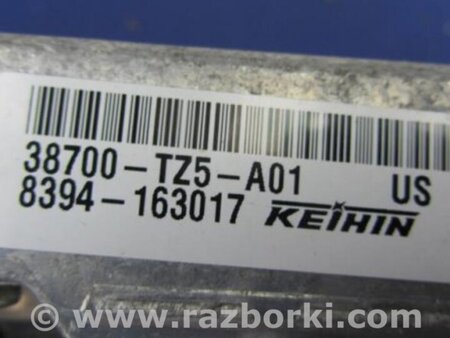 38700-TZ5-A01 US
8394-163017 KEIHIN
www.razborki.com